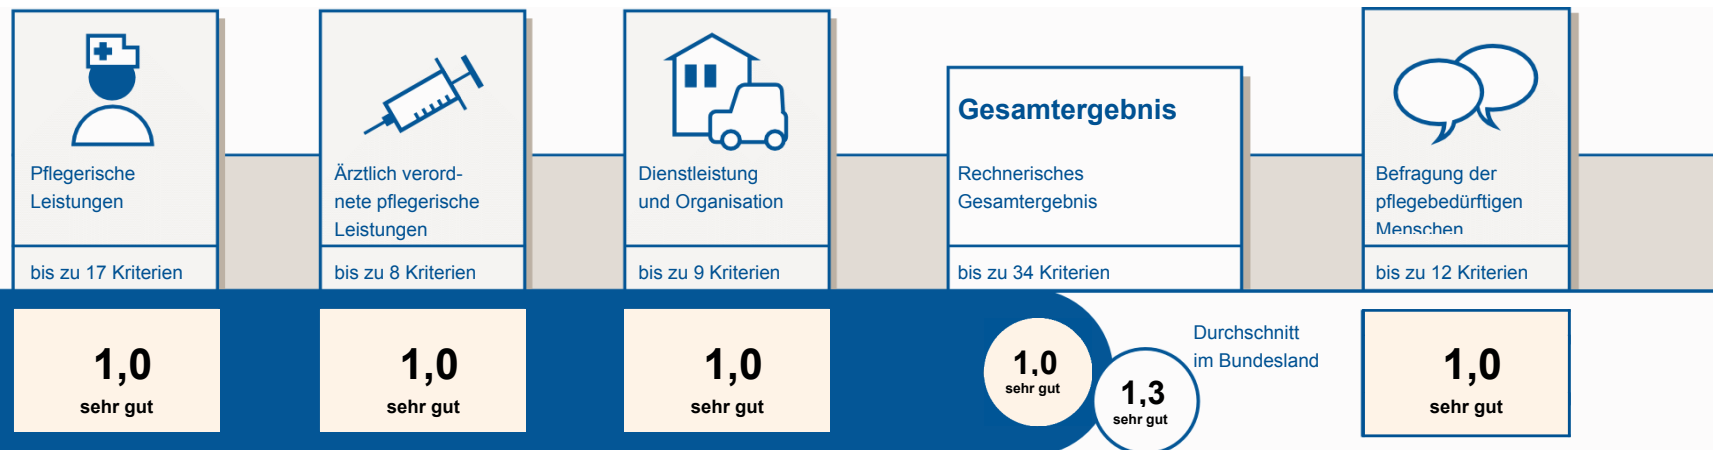 Pflegerische
Leistungen
bis zu 17 Kriterien
1,0
sehr gut
Ärztlich verord-
nete pflegerische
Leistungen
bis zu 8 Kriterien
1,0
sehr gut
Dienstleistung
und Organisation
bis zu 9 Kriterien
1,0
sehr gut
Gesamtergebnis
Rechnerisches
Gesamtergebnis
bis zu 34 Kriterien
1,0
sehr gut
Durchschnitt
im Bundesland
1,3
sehr gut
Befragung der
pflegebedürftigen
Menschen
bis zu 12 Kriterien
1,0
sehr gut